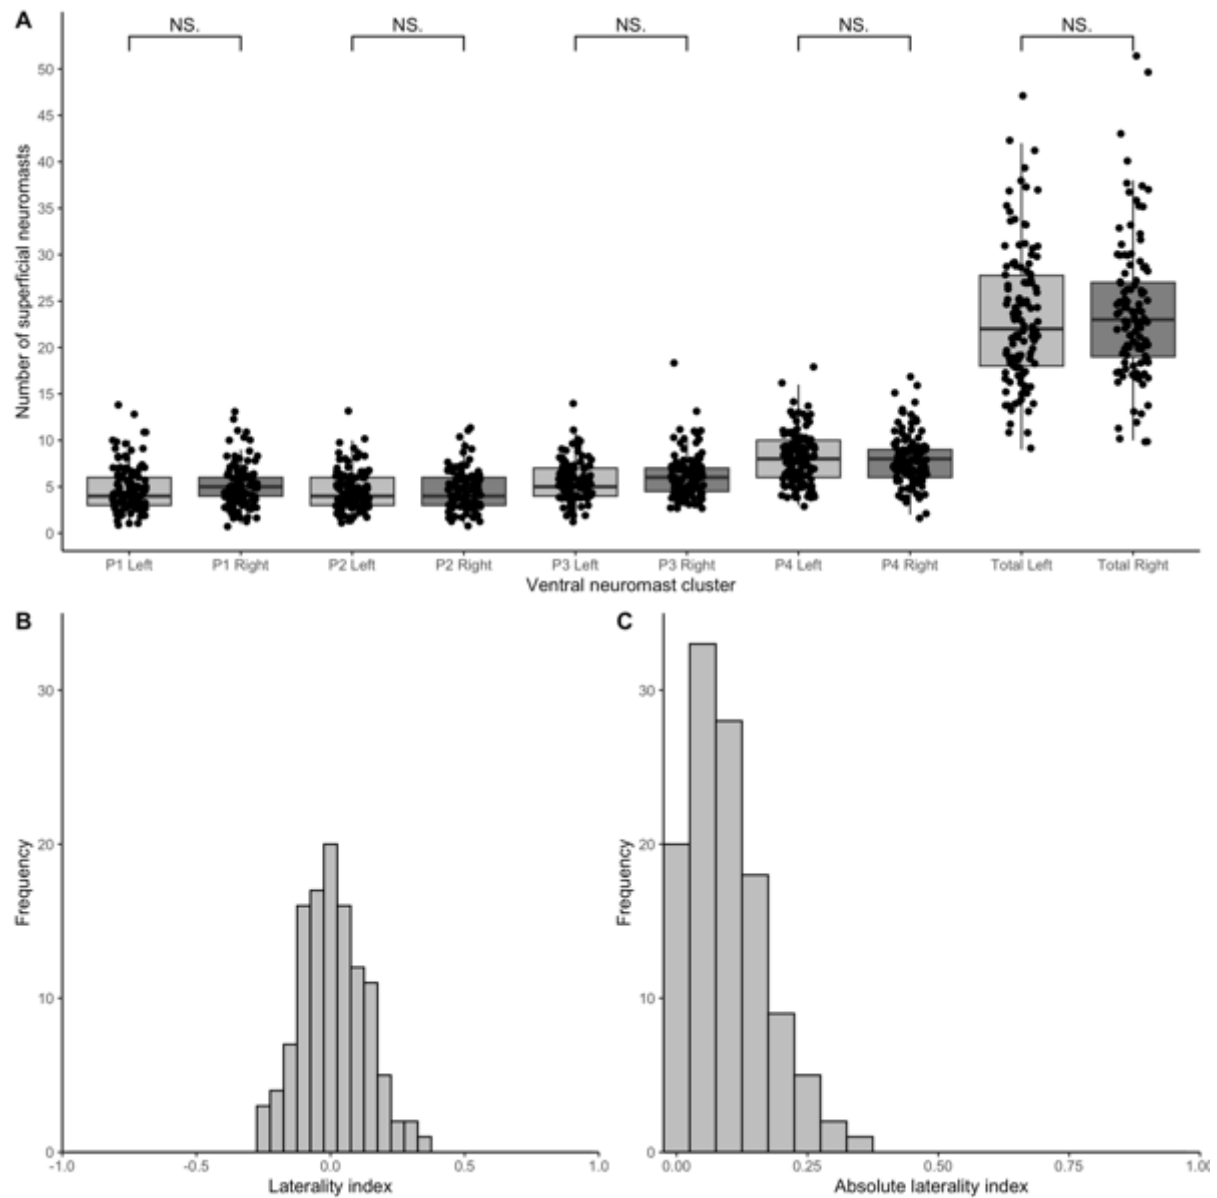 A
NS. NS. NS. NS. NS.
50
45
40
35
30
25
20
15
10
5
0
Number of superficial neuromasts
P1 Left P1 Right P2 Left P2 Right P3 Left P3 Right P4 Left P4 Right Total Left Total Right
Ventral neuromast cluster
B
30
20
10
0
Frequency
-1.0 -0.5 0.0 0.5 1.0
Laterality index
C
30
20
10
0
Frequency
0.00 0.25 0.50 0.75 1.00
Absolute laterality index